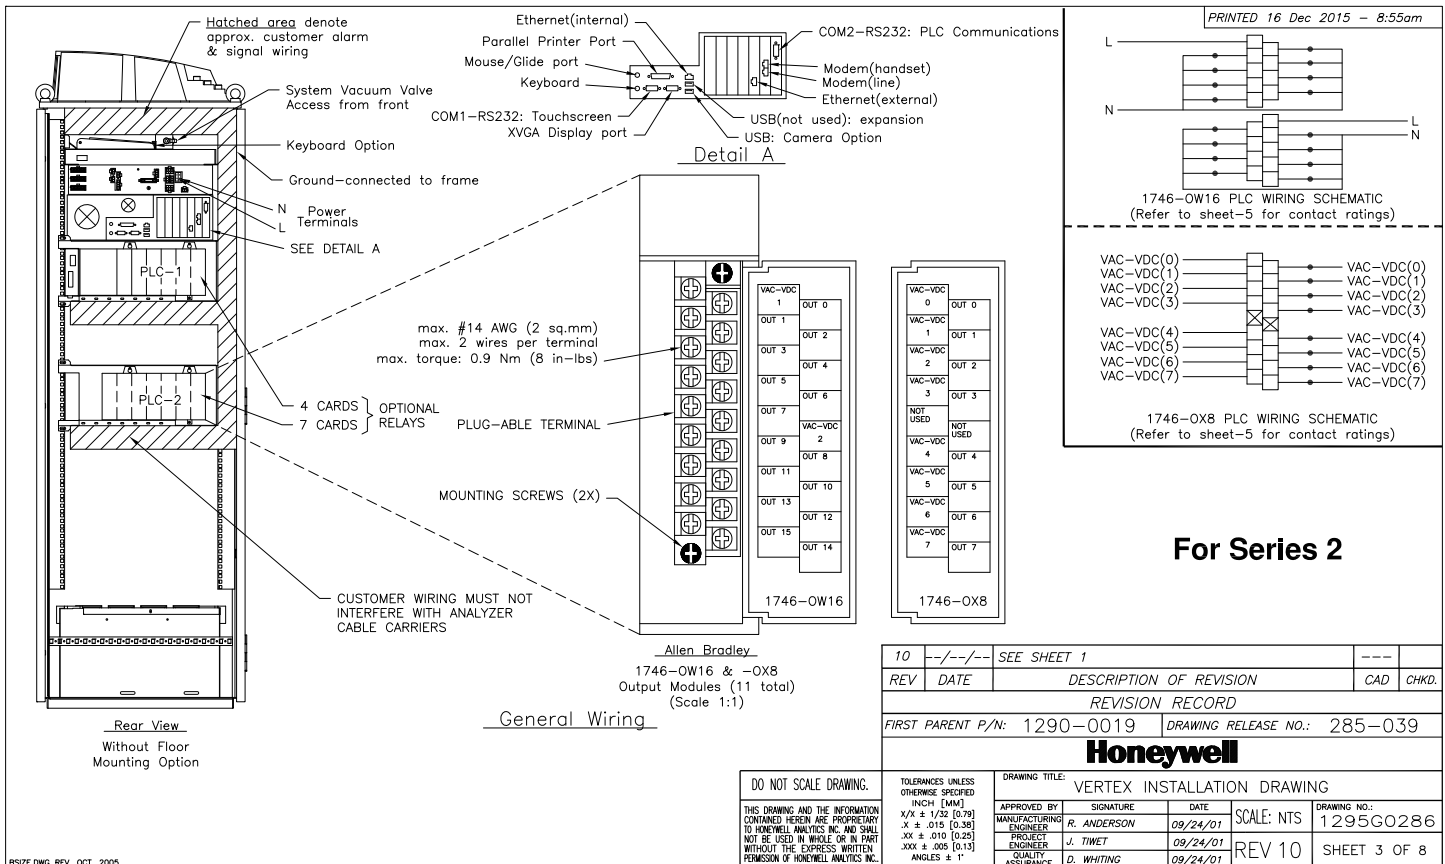 PRINTED 16 Dec 2015 - 8:55am
Hatched area denote
approx. customer alarm
& signal wiring
System Vacuum Valve
Access from front
Keyboard Option
Ground-connected to frame
N Power
L Terminals
SEE DETAIL A
PLC-1
PLC-2
4 CARDS
7 CARDS
OPTIONAL
RELAYS
CUSTOMER WIRING MUST NOT
INTERFERE WITH ANALYZER
CABLE CARRIERS
Rear View
Without Floor
Mounting Option
Ethernet(internal)
Parallel Printer Port
Mouse/Glide port
Keyboard
COM1-RS232: Touchscreen
XVGA Display port
COM2-RS232: PLC Communications
Modem(handset)
Modem(line)
Ethernet(external)
USB(not used): expansion
USB: Camera Option
Detail A
max. #14 AWG (2 sq.mm)
max. 2 wires per terminal
max. torque: 0.9 Nm (8 in-lbs)
PLUG-ABLE TERMINAL
MOUNTING SCREWS (2X)
VAC-VDC
1
OUT 0
OUT 1
OUT 2
OUT 3
OUT 4
OUT 5
OUT 6
OUT 7
VAC-VDC
2
OUT 9
OUT 8
OUT 11
OUT 10
OUT 13
OUT 12
OUT 15
OUT 14
1746-OW16
VAC-VDC
0
OUT 0
VAC-VDC
1
OUT 1
VAC-VDC
2
OUT 2
VAC-VDC
3
OUT 3
NOT
USED
NOT
USED
VAC-VDC
4
OUT 4
VAC-VDC
5
OUT 5
VAC-VDC
6
OUT 6
VAC-VDC
7
OUT 7
1746-OX8
Allen Bradley
1746-OW16 & -OX8
Output Modules (11 total)
(Scale 1:1)
General Wiring
L
N
L
N
1746-OW16 PLC WIRING SCHEMATIC
(Refer to sheet-5 for contact ratings)
VAC-VDC(0)
VAC-VDC(1)
VAC-VDC(2)
VAC-VDC(3)
VAC-VDC(4)
VAC-VDC(5)
VAC-VDC(6)
VAC-VDC(7)
VAC-VDC(0)
VAC-VDC(1)
VAC-VDC(2)
VAC-VDC(3)
VAC-VDC(4)
VAC-VDC(5)
VAC-VDC(6)
VAC-VDC(7)
1746-OX8 PLC WIRING SCHEMATIC
(Refer to sheet-5 for contact ratings)
For Series 2
10 --/--/-- SEE SHEET 1 ---
REV DATE DESCRIPTION OF REVISION CAD CHKD.
REVISION RECORD
FIRST PARENT P/N: 1290-0019 DRAWING RELEASE NO.: 285-039
Honeywell
DO NOT SCALE DRAWING.
THIS DRAWING AND THE INFORMATION
CONTAINED HEREIN ARE PROPRIETARY
TO HONEYWELL ANALYTICS INC. AND SHALL
NOT BE USED IN WHOLE OR IN PART
WITHOUT THE EXPRESS WRITTEN
PERMISSION OF HONEYWELL ANALYTICS INC..
TOLERANCES UNLESS
OTHERWISE SPECIFIED
INCH [MM]
X/X ± 1/32 [0.79]
.X ± .015 [0.38]
.XX ± .010 [0.25]
.XXX ± .005 [0.13]
ANGLES ± 1°
DRAWING TITLE:
VERTEX INSTALLATION DRAWING
APPROVED BY SIGNATURE DATE
MANUFACTURING
ENGINEER R. ANDERSON 09/24/01
PROJECT
ENGINEER J. TIWET 09/24/01
QUALITY
ASSURANCE D. WHITING 09/24/01
SCALE: NTS
DRAWING NO.:
1295G0286
REV 10
SHEET 3 OF 8
BSIZE.DWG REV OCT. 2005